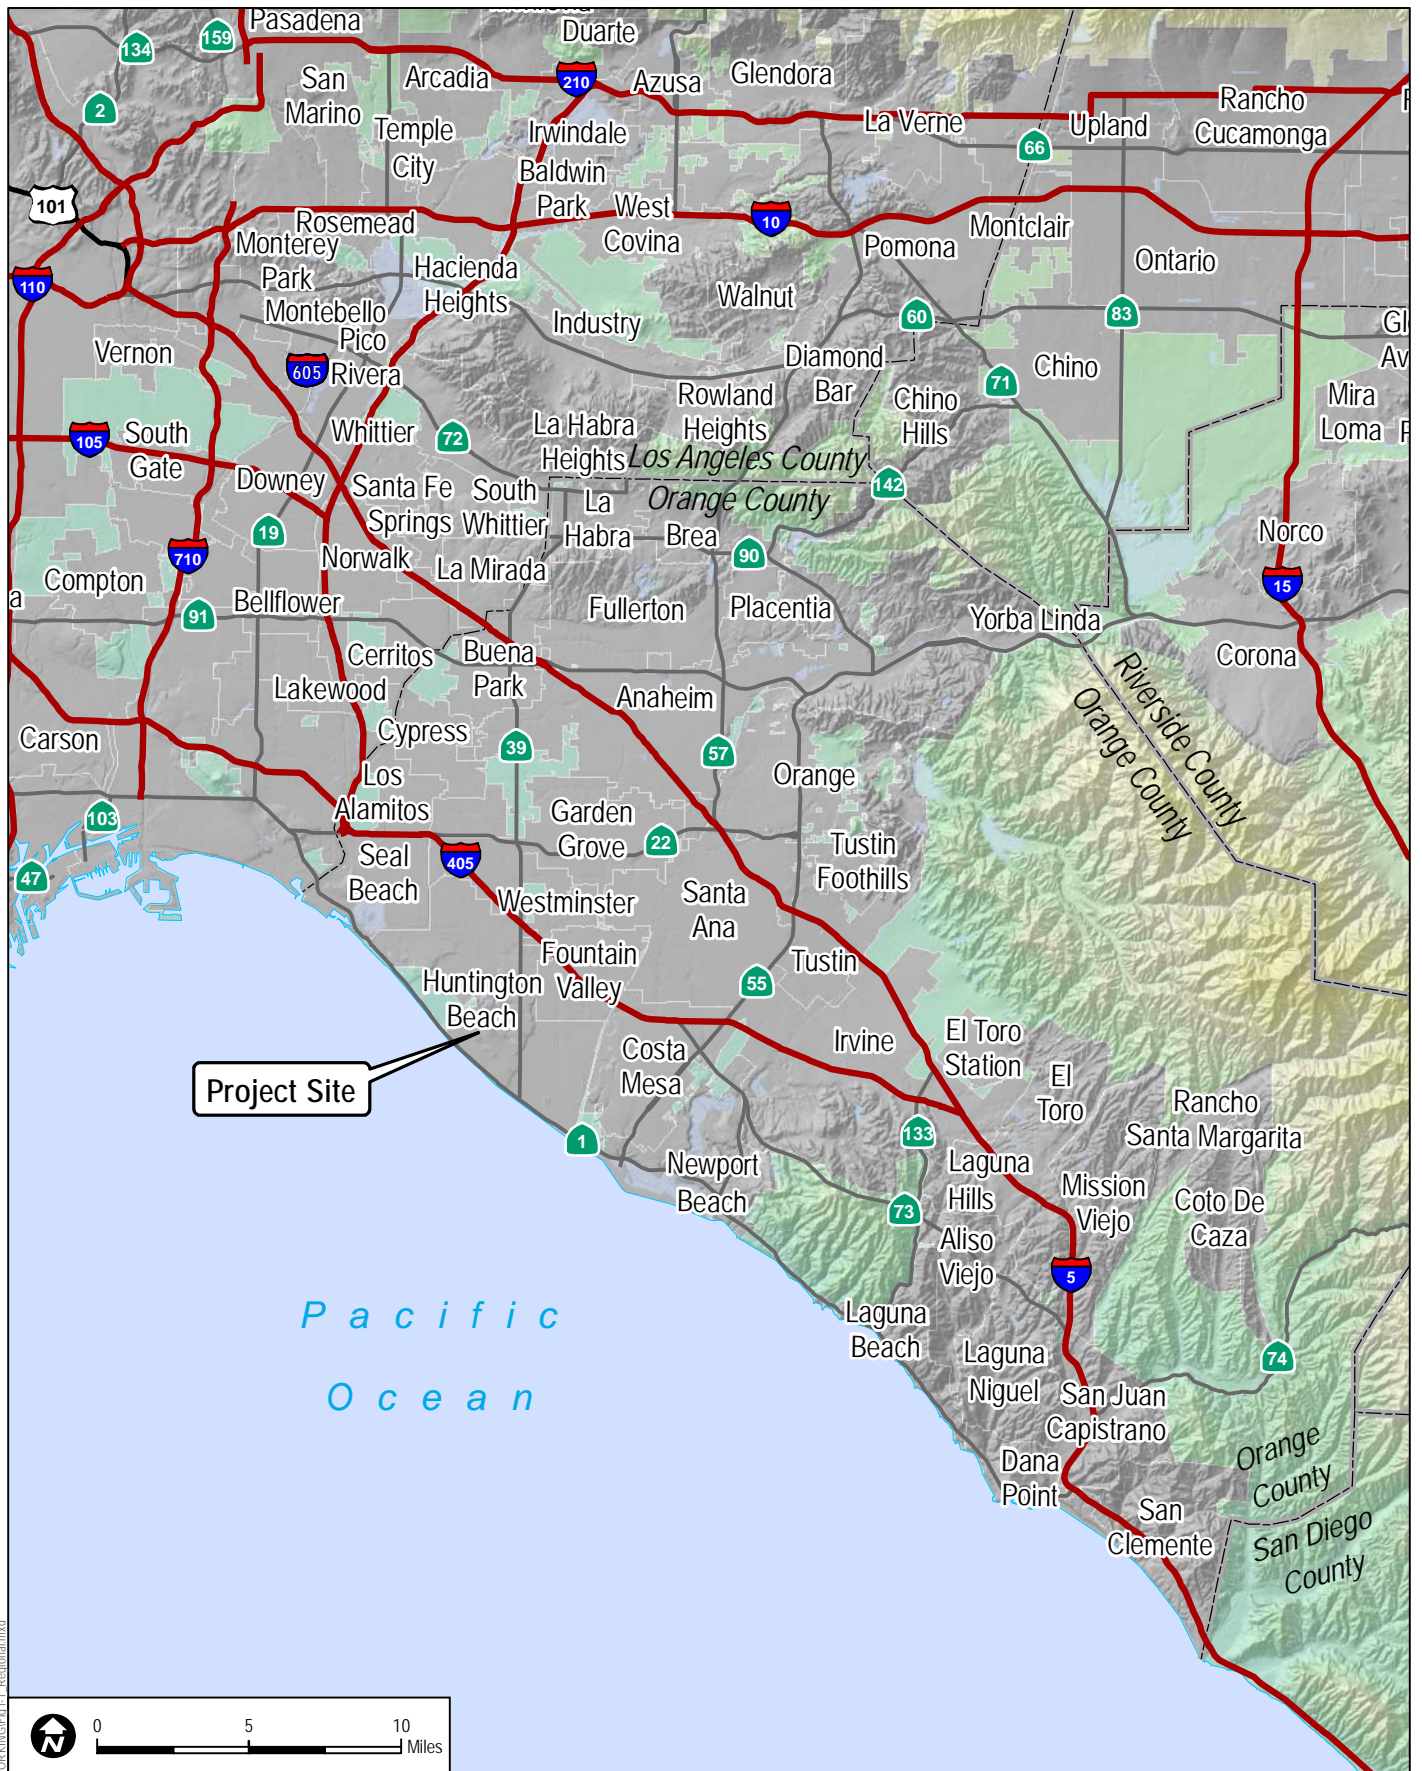 Pasadena
Duarte
134
159
San
Marino
Arcadia
210
Azusa
Glendora
2
Temple
City
Irwindale
La Verne
Upland
Rancho
Cucamonga
66
Baldwin
Park
101
Rosemead
West
Covina
10
Montclair
Pomona
Ontario
Monterey
Park
110
Hacienda
Heights
Walnut
Montebello
Industry
60
83
Vernon
Pico
Rivera
605
Diamond
Bar
Chino
71
Mira
Loma
Rowland
Heights
Chino
Hills
La Habra
Heights
Whittier
72
105
South
Gate
Los Angeles County
Orange County
142
Downey
Santa Fe
Springs
South
Whittier
La
Habra
Brea
90
Norco
19
710
Norwalk
La Mirada
Compton
15
91
Bellflower
Fullerton
Placentia
Yorba Linda
Cerritos
Buena
Park
Corona
Riverside County
Orange County
Lakewood
Anaheim
Carson
Cypress
39
57
Orange
Los
Alamitos
103
Garden
Grove
22
Tustin
Foothills
47
Seal
Beach
405
Westminster
Santa
Ana
Fountain
Valley
Tustin
55
Huntington
Beach
Irvine
El Toro
Station
Costa
Mesa
El
Toro
Project Site
Rancho
Santa Margarita
1
133
Newport
Beach
Laguna
Hills
Mission
Viejo
Coto De
Caza
73
Aliso
Viejo
5
Pacific
Ocean
Laguna
Beach
Laguna
Niguel
74
San Juan
Capistrano
Orange
County
Dana
Point
San
Clemente
San Diego
County
N
0 5 10
Miles